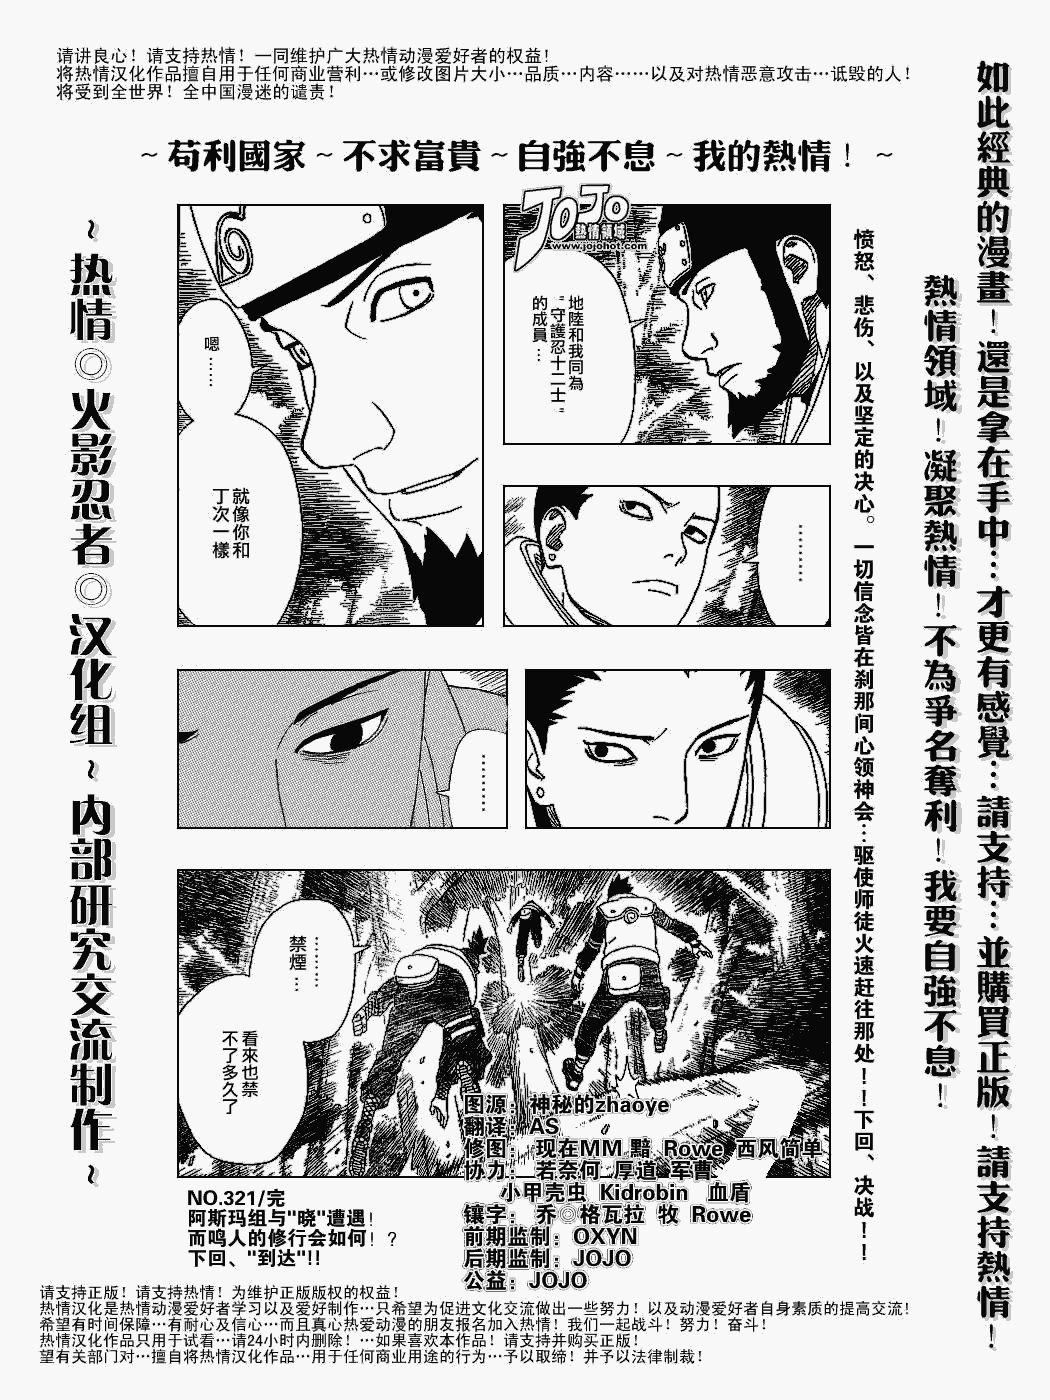 请讲良心！请支持热情！一同维护广大热情动漫爱好者的权益！
将热情汉化作品擅自用于任何商业营利…或修改图片大小…品质…内容……以及对热情恶意攻击…诋毁的人！
将受到全世界！全中国漫迷的谴责！
~苟利國家~不求富貴~自強不息~我的熱情！~
如此經典的漫畫！還是拿在手中…才更有感覺…請支持…並購買正版！請支持熱情！
熱情領域！凝聚熱情！不為爭名奪利！我要自強不息！
愤怒、悲伤、以及坚定的决心。一切信念皆在刹那间心领神会…驱使师徒火速赶往那处！！下回、决战！！
JOJO
熱情領域
www.jojohot.com
地陸和我同為
"守護忍十二士"
的成員…
嗯……
就像你和
丁次一樣
………
………
………
禁煙…
看來也禁
不了多久了
~热情◎火影忍者◎汉化组~内部研究交流制作~
图源：神秘的zhaoye
翻译：AS
修图：现在MM 黯 Rowe 西风简单
协力：若奈何 厚道 军曹
小甲壳虫 Kidrobin 血盾
镶字：乔◎格瓦拉 牧 Rowe
前期监制：OXYN
后期监制：JOJO
公益：JOJO
NO.321/完
阿斯玛组与"晓"遭遇！
而鸣人的修行会如何！？
下回、"到达"!!
请支持正版！请支持热情！为维护正版版权的权益！
热情汉化是热情动漫爱好者学习以及爱好制作…只希望为促进文化交流做出一些努力！以及动漫爱好者自身素质的提高交流！
希望有时间保障…有耐心及信心…而且真心热爱动漫的朋友报名加入热情！我们一起战斗！努力！奋斗！
热情汉化作品只用于试看…请24小时内删除！…如果喜欢本作品！请支持并购买正版！
望有关部门对…擅自将热情汉化作品…用于任何商业用途的行为…予以取缔！并予以法律制裁！